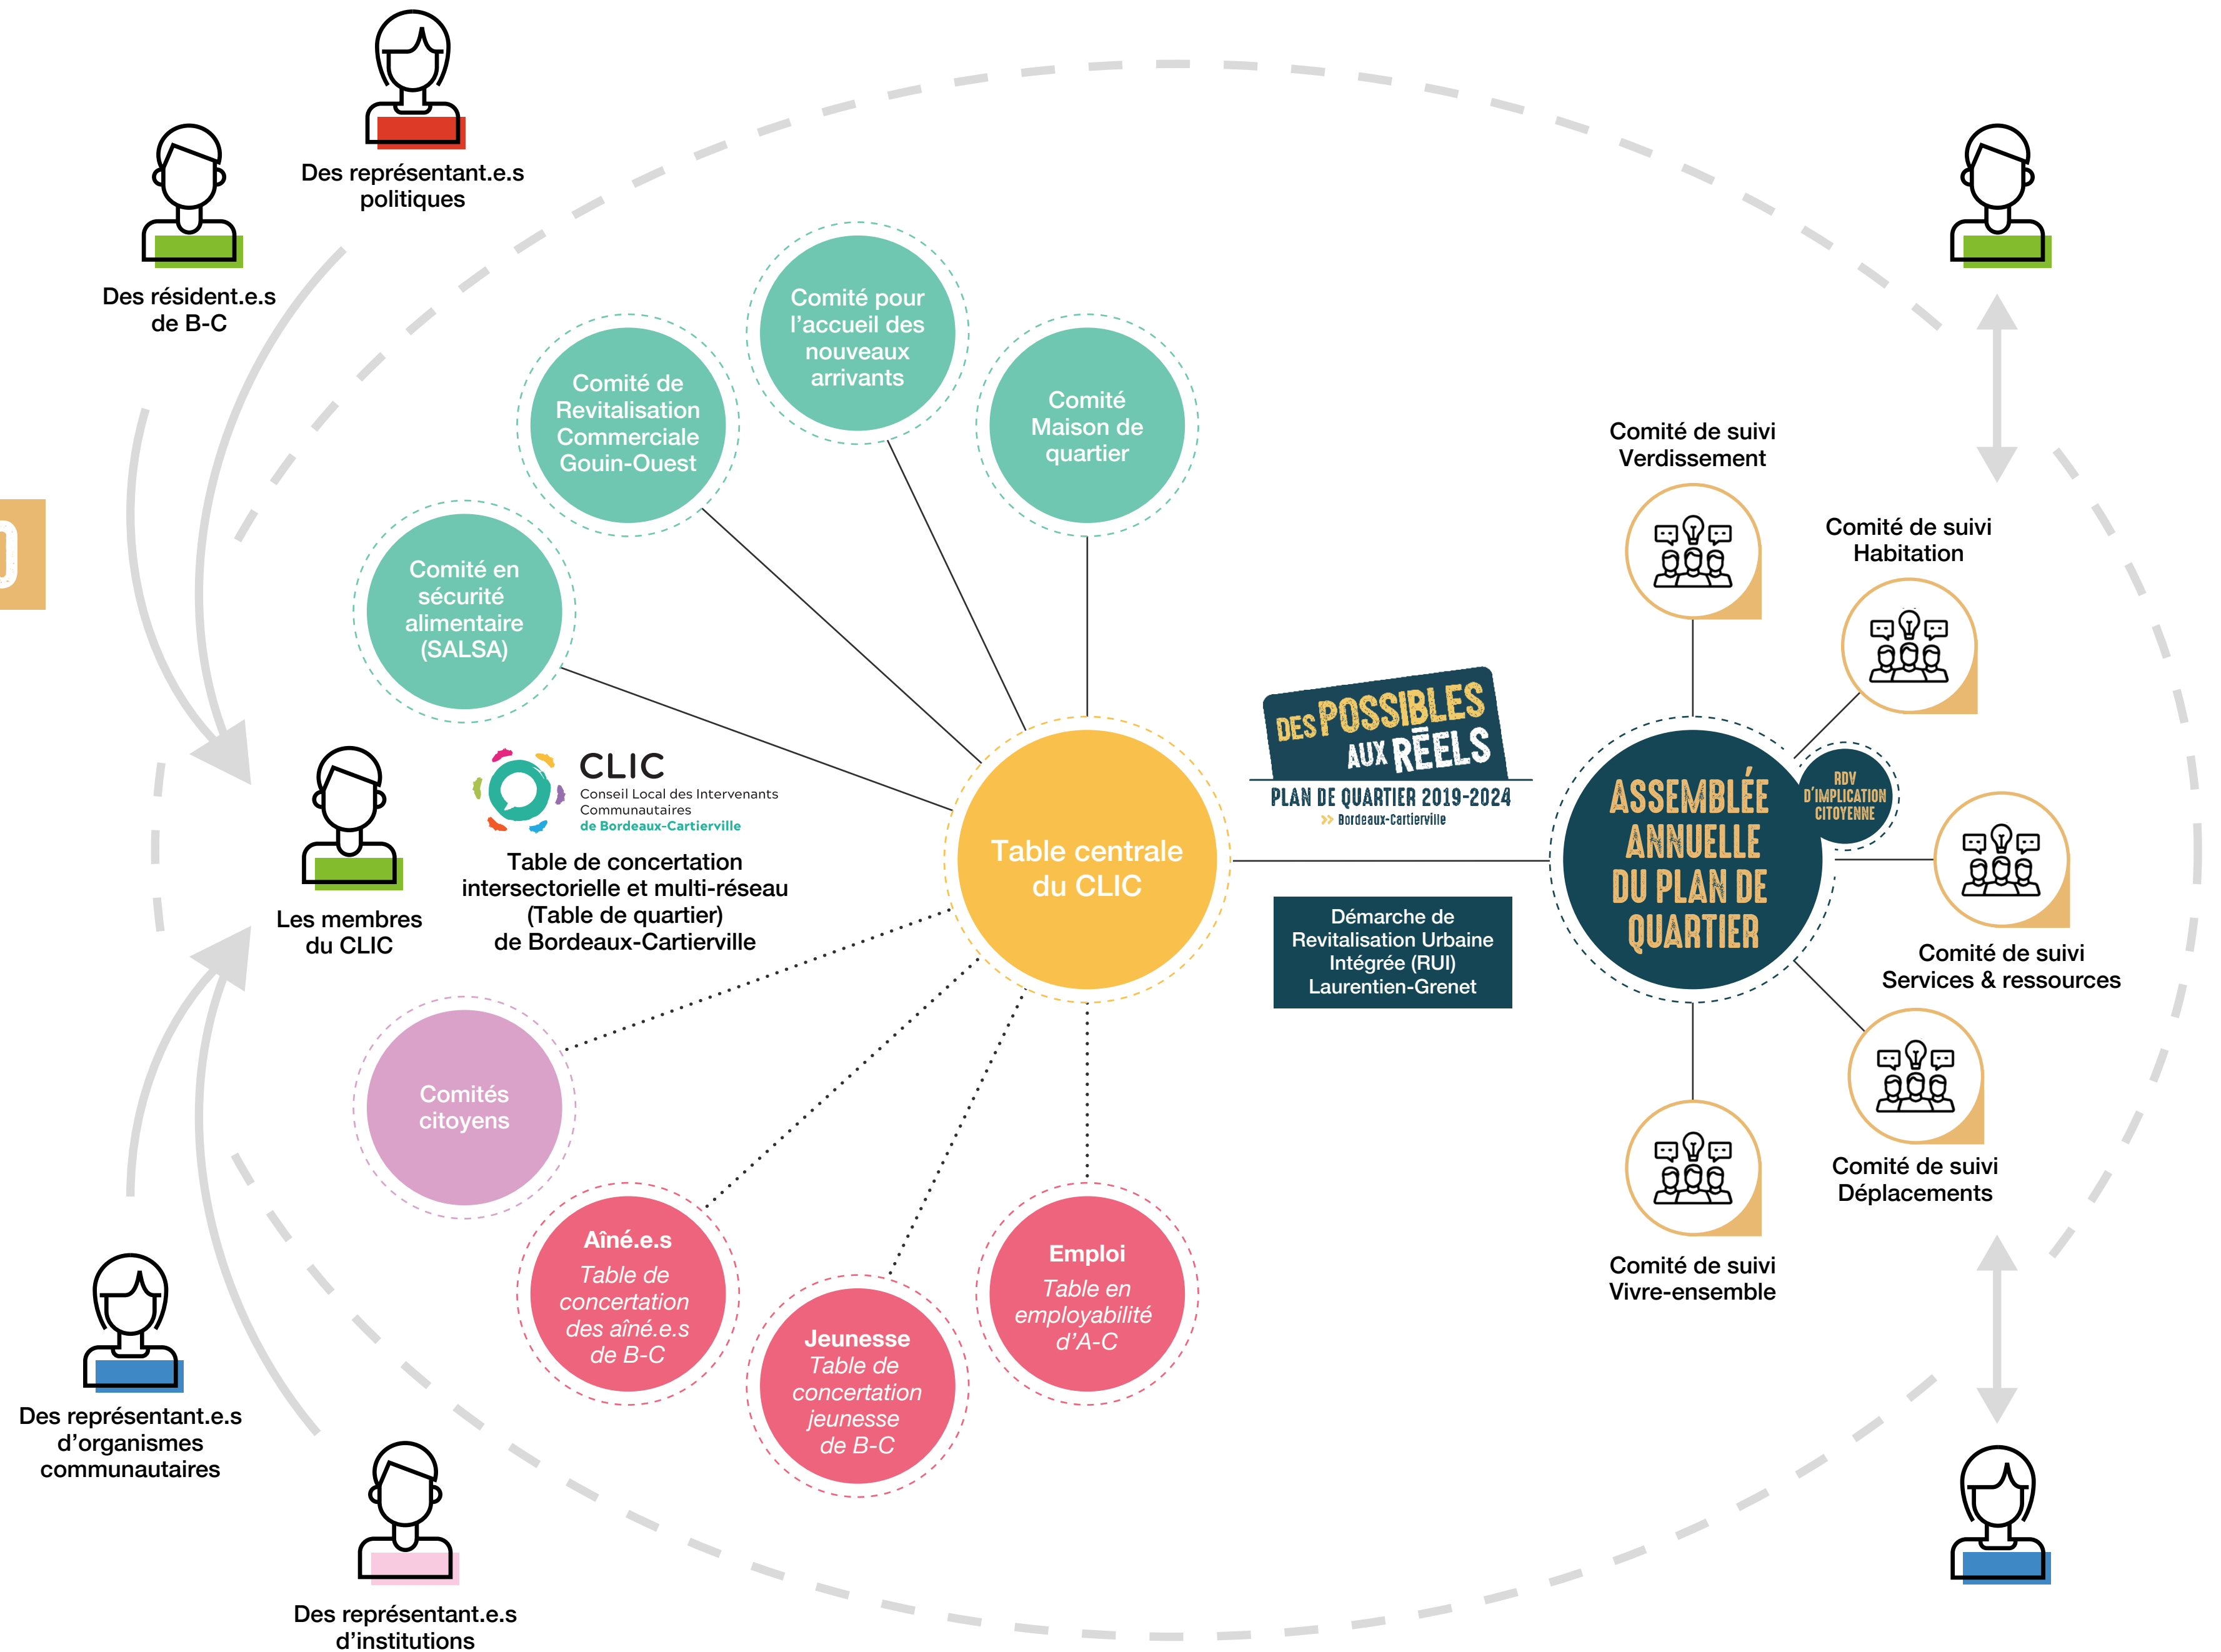 Des représentant.e.s
politiques
Des résident.e.s
de B-C
Comité pour
l'accueil des
nouveaux
arrivants
Comité de
Revitalisation
Commerciale
Gouin-Ouest
Comité
Maison de
quartier
Comité en
sécurité
alimentaire
(SALSA)
Comité de suivi
Verdissement
Comité de suivi
Habitation
Les membres
du CLIC
CLIC
Conseil Local des Intervenants
Communautaires
de Bordeaux-Cartierville
Table de concertation
intersectorielle et multi-réseau
(Table de quartier)
de Bordeaux-Cartierville
Table centrale
du CLIC
DES POSSIBLES
AUX RÉELS
PLAN DE QUARTIER 2019-2024
>> Bordeaux-Cartierville
Démarche de
Revitalisation Urbaine
Intégrée (RUI)
Laurentien-Grenet
ASSEMBLÉE
ANNUELLE
DU PLAN DE
QUARTIER
RDV
D'IMPLICATION
CITOYENNE
Comité de suivi
Services & ressources
Comité de suivi
Déplacements
Comité de suivi
Vivre-ensemble
Comités
citoyens
Aîné.e.s
Table de
concertation
des aîné.e.s
de B-C
Jeunesse
Table de
concertation
jeunesse
de B-C
Emploi
Table en
employabilité
d'A-C
Des représentant.e.s
d'organismes
communautaires
Des représentant.e.s
d'institutions